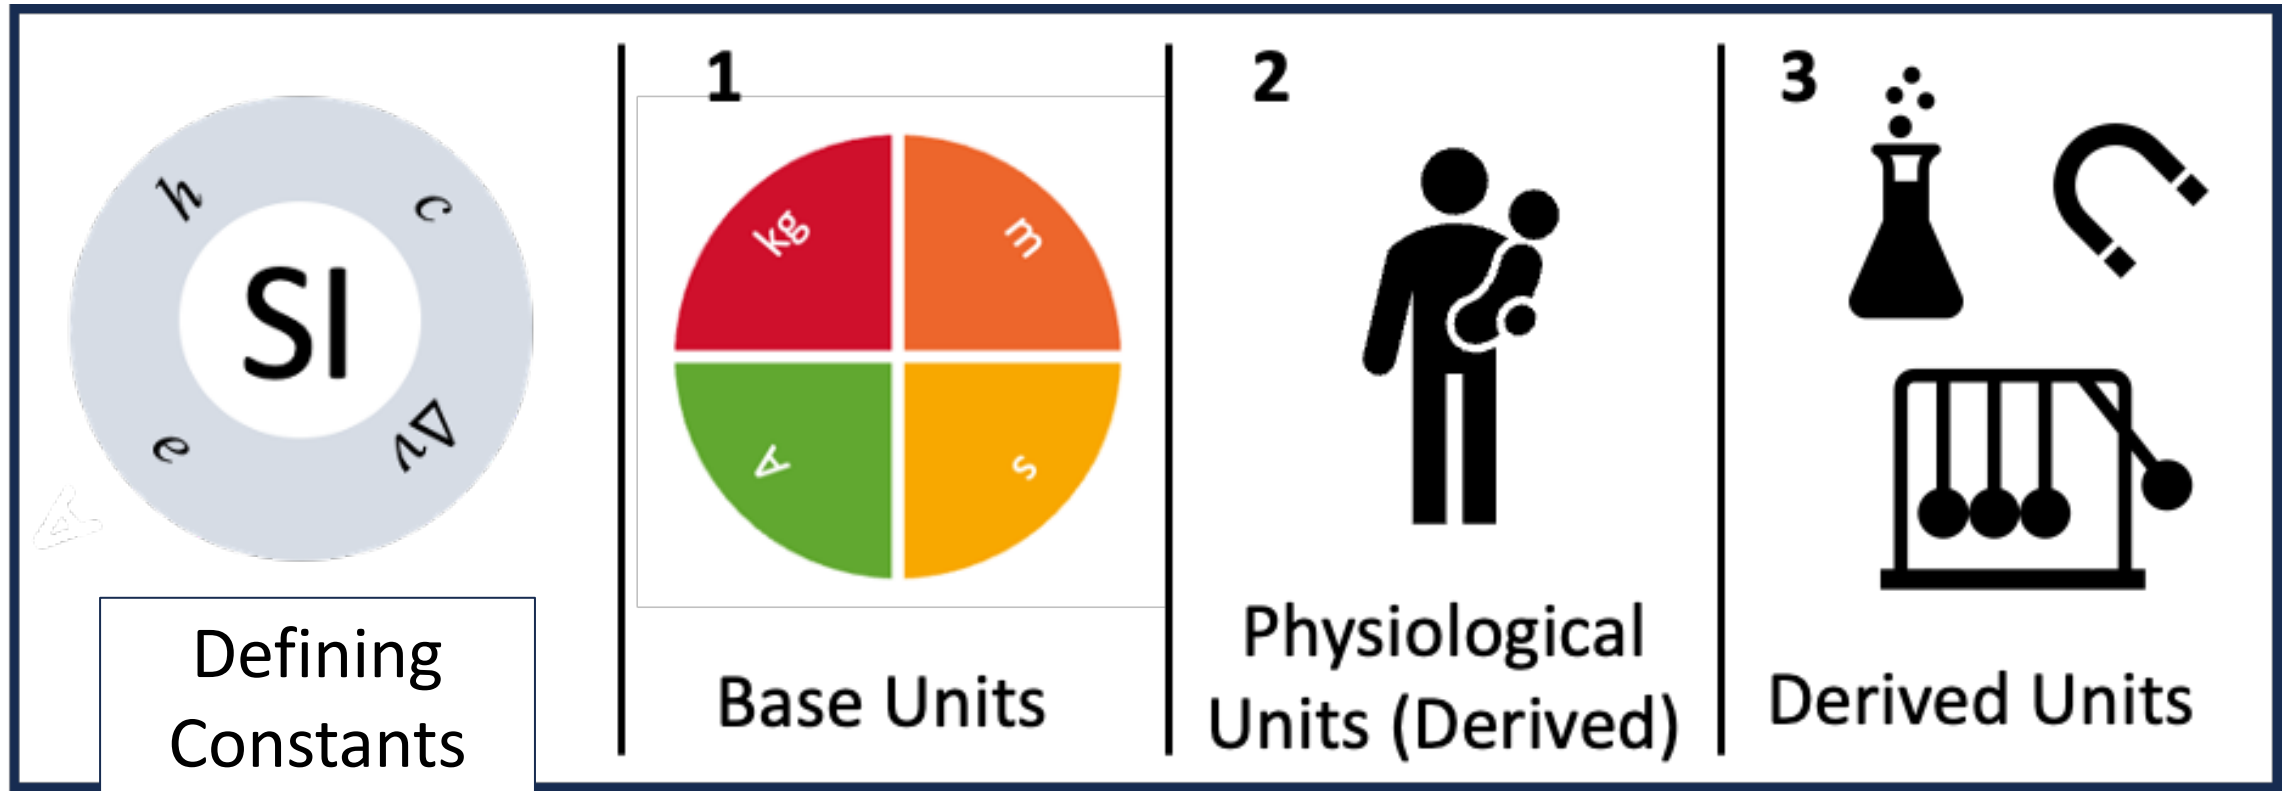 h
c
SI
e
Δν
Defining
Constants
1
kg
m
A
s
Base Units
2
Physiological
Units (Derived)
3
Derived Units